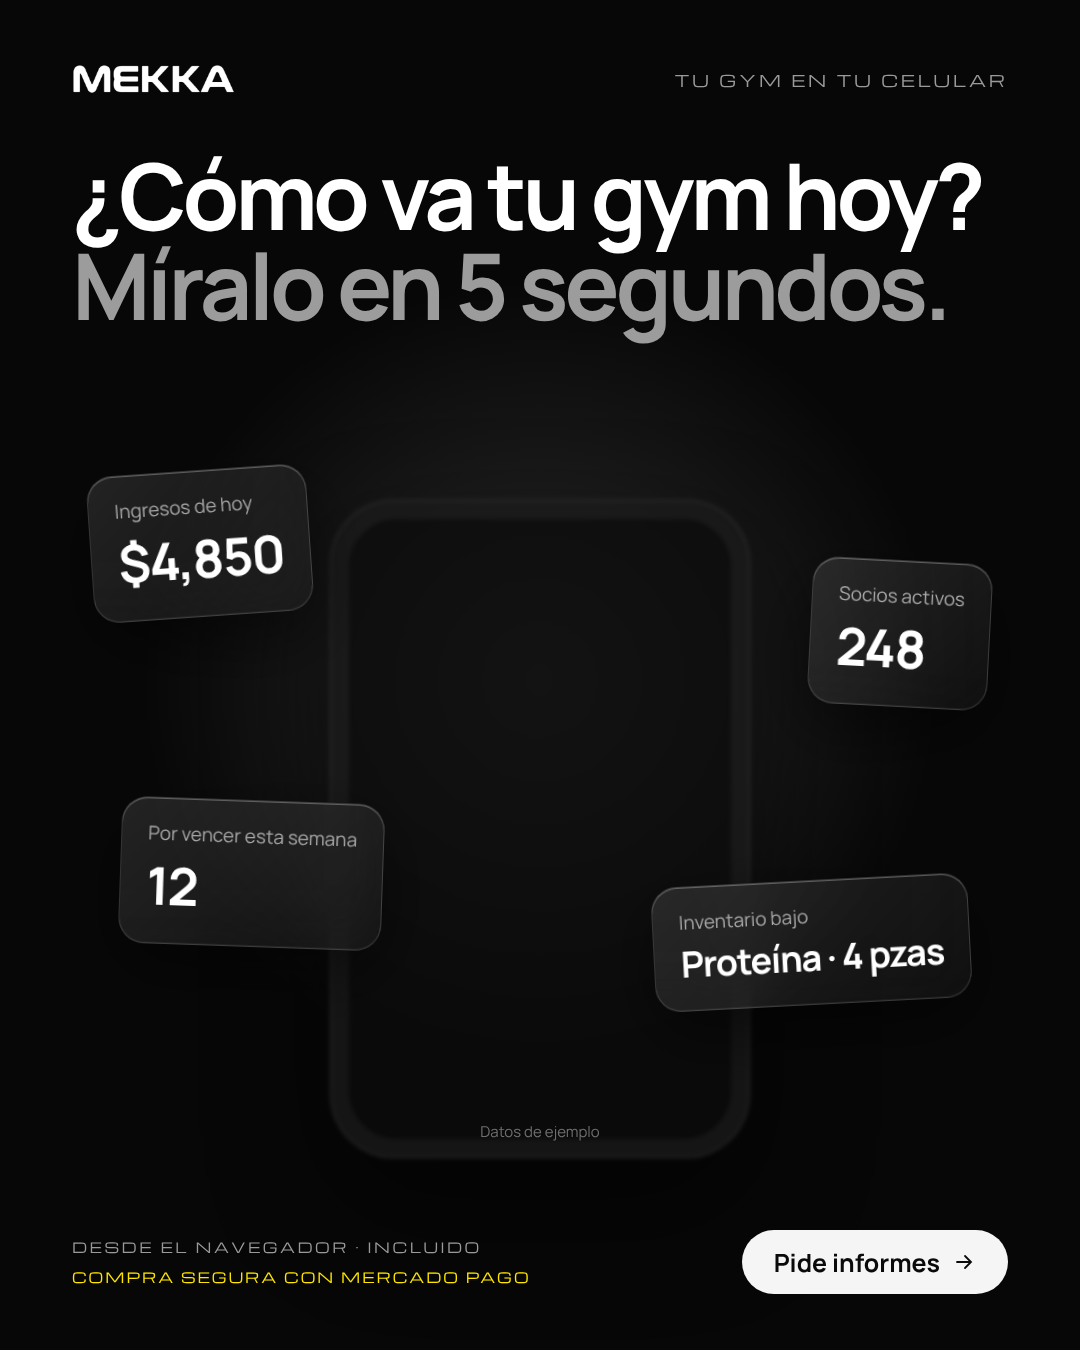 MEKKA
TU GYM EN TU CELULAR
¿Cómo va tu gym hoy?
Míralo en 5 segundos.
Ingresos de hoy
$4,850
Socios activos
248
Por vencer esta semana
12
Inventario bajo
Proteína · 4 pzas
Datos de ejemplo
DESDE EL NAVEGADOR · INCLUIDO
COMPRA SEGURA CON MERCADO PAGO
Pide informes →